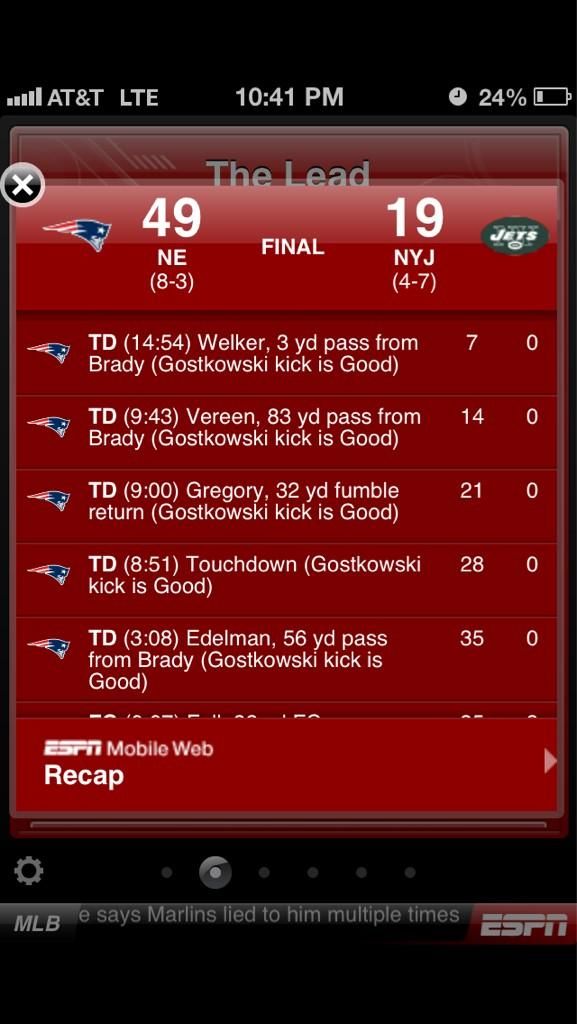 AT&T LTE 10:41 PM 24%
The Lead
49 19
NE FINAL NYJ
(8-3) (4-7)
JETS
TD (14:54) Welker, 3 yd pass from 7 0
Brady (Gostkowski kick is Good)
TD (9:43) Vereen, 83 yd pass from 14 0
Brady (Gostkowski kick is Good)
TD (9:00) Gregory, 32 yd fumble 21 0
return (Gostkowski kick is Good)
TD (8:51) Touchdown (Gostkowski 28 0
kick is Good)
TD (3:08) Edelman, 56 yd pass 35 0
from Brady (Gostkowski kick is
Good)
ESPN Mobile Web
Recap
MLB e says Marlins lied to him multiple times ESPN